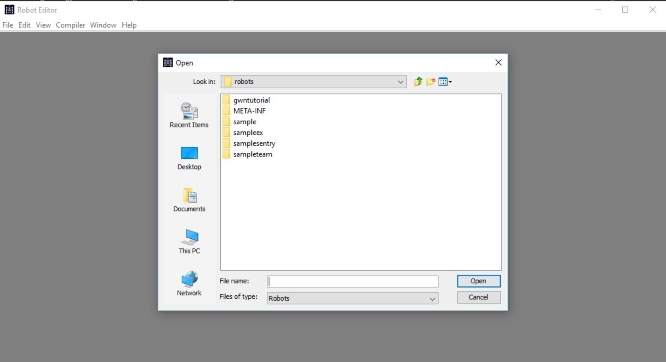 Robot Editor
File Edit View Compiler Window Help
Open
Look in: robots
gwntutorial
META-INF
sample
sampleex
samplesentry
sampleteam
Recent Items
Desktop
Documents
This PC
Network
File name: Open
Files of type: Robots Cancel